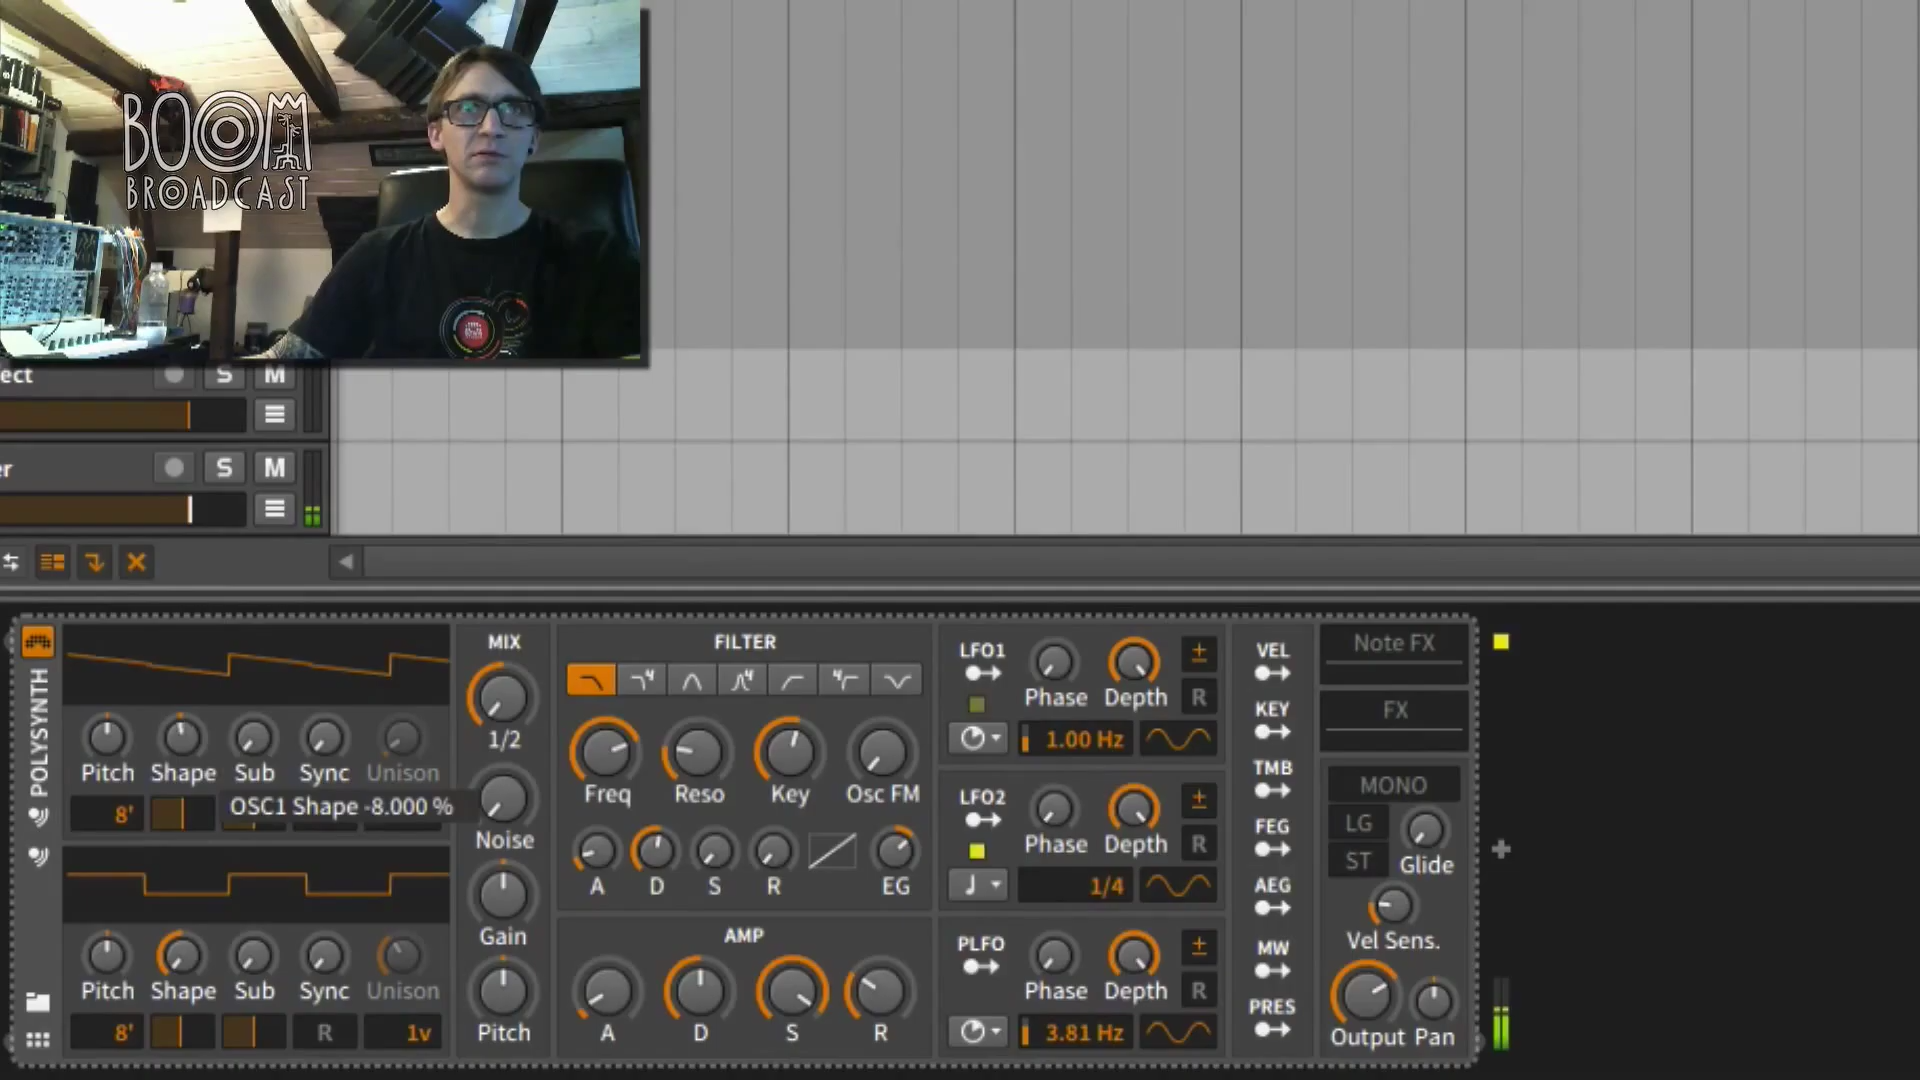 BOOM
BROADCAST
ect
S M
er
S M
POLYSYNTH
Pitch Shape Sub Sync Unison
8' OSC1 Shape -8.000 %
Pitch Shape Sub Sync Unison
8' R 1v
MIX
1/2
Noise
Gain
Pitch
FILTER
4 4 4
Freq Reso Key Osc FM
A D S R EG
AMP
A D S R
LFO1 Phase Depth ± R
1.00 Hz
LFO2 Phase Depth ± R
1/4
PLFO Phase Depth ± R
3.81 Hz
VEL
KEY
TMB
FEG
AEG
MW
PRES
Note FX
FX
MONO
LG
ST Glide
Vel Sens.
Output Pan